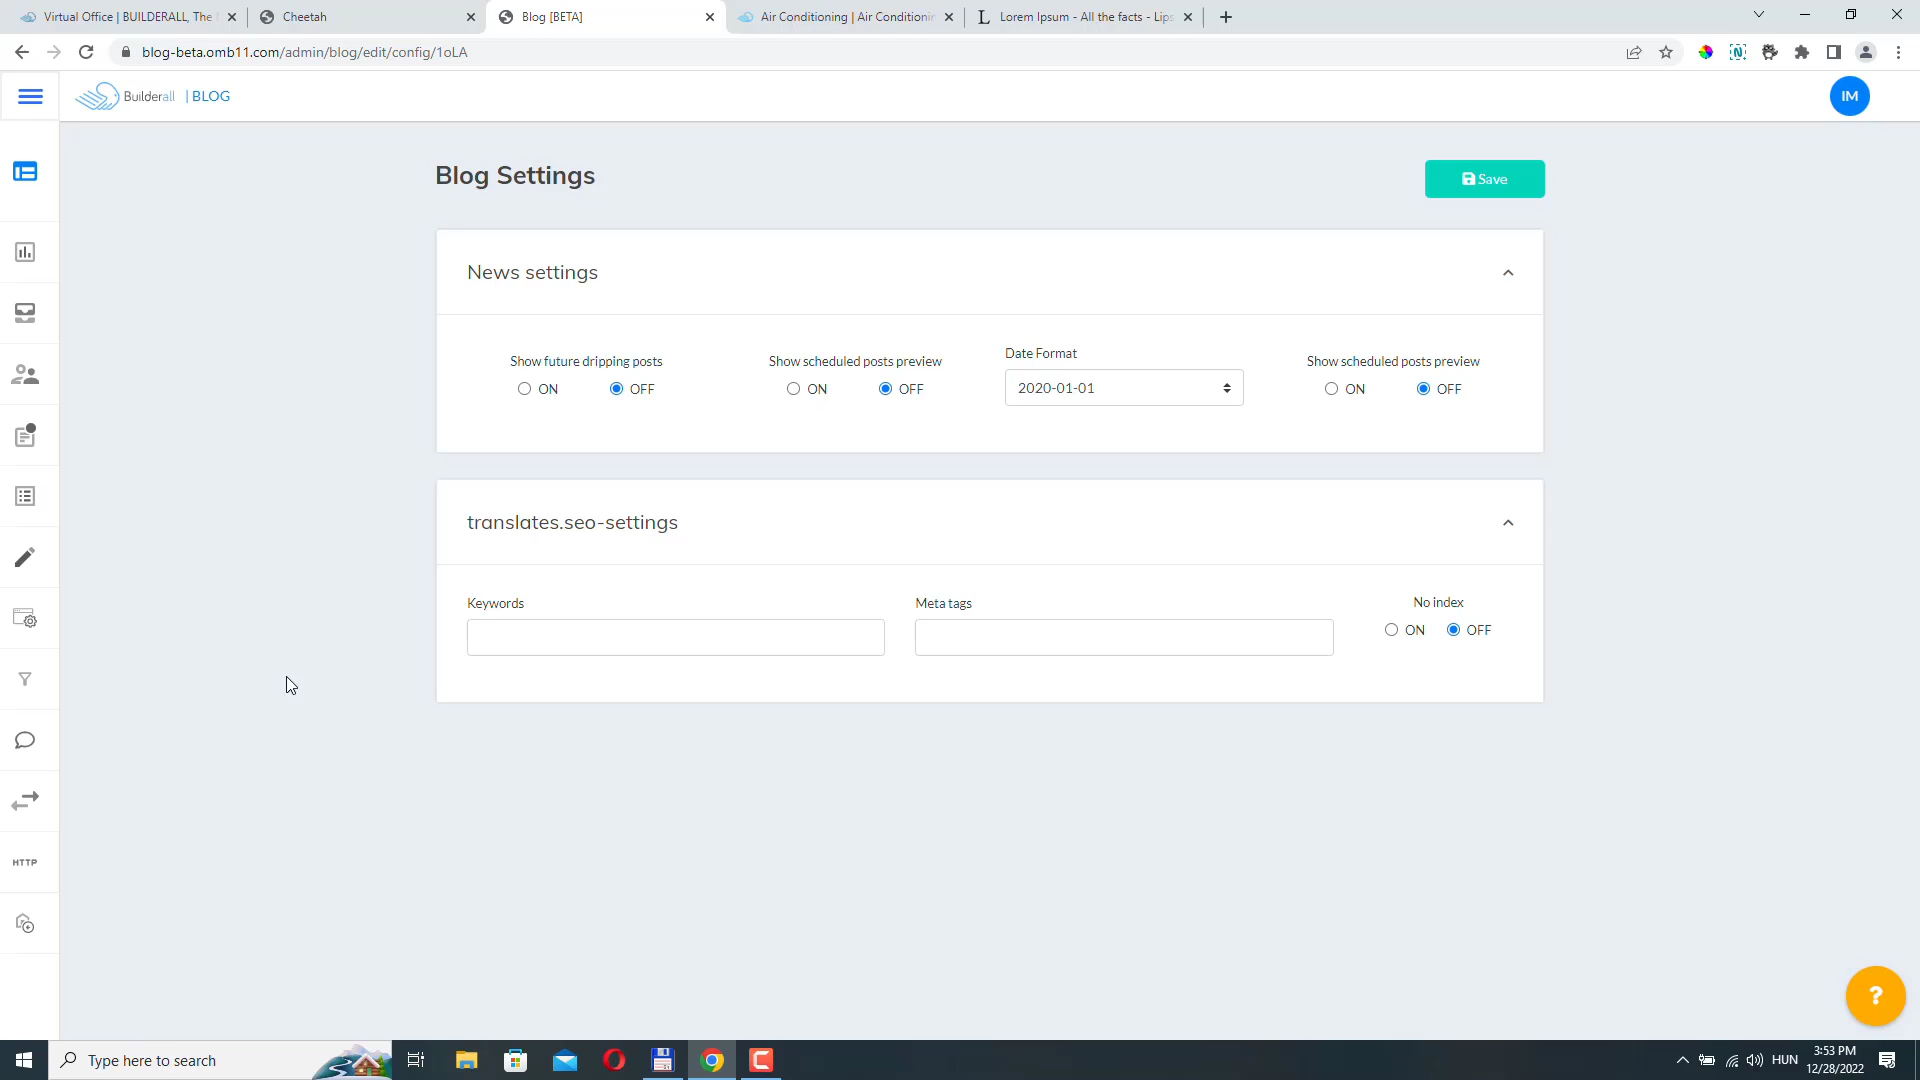 Virtual Office | BUILDERALL, The
Cheetah
Blog [BETA]
Air Conditioning | Air Conditionin
Lorem Ipsum - All the facts - Lips
blog-beta.omb11.com/admin/blog/edit/config/1oLA
Builderall | BLOG
IM
Blog Settings
Save
News settings
Show future dripping posts
ON OFF
Show scheduled posts preview
ON OFF
Date Format
2020-01-01
Show scheduled posts preview
ON OFF
translates.seo-settings
Keywords
Meta tags
No index
ON OFF
HTTP
?
Type here to search
HUN
3:53 PM
12/28/2022